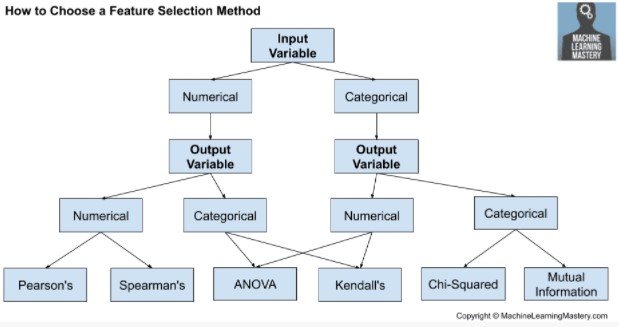 How to Choose a Feature Selection Method
MACHINE
LEARNING
MASTERY
Input
Variable
Numerical
Categorical
Output
Variable
Output
Variable
Numerical
Categorical
Numerical
Categorical
Pearson's
Spearman's
ANOVA
Kendall's
Chi-Squared
Mutual
Information
Copyright © MachineLearningMastery.com